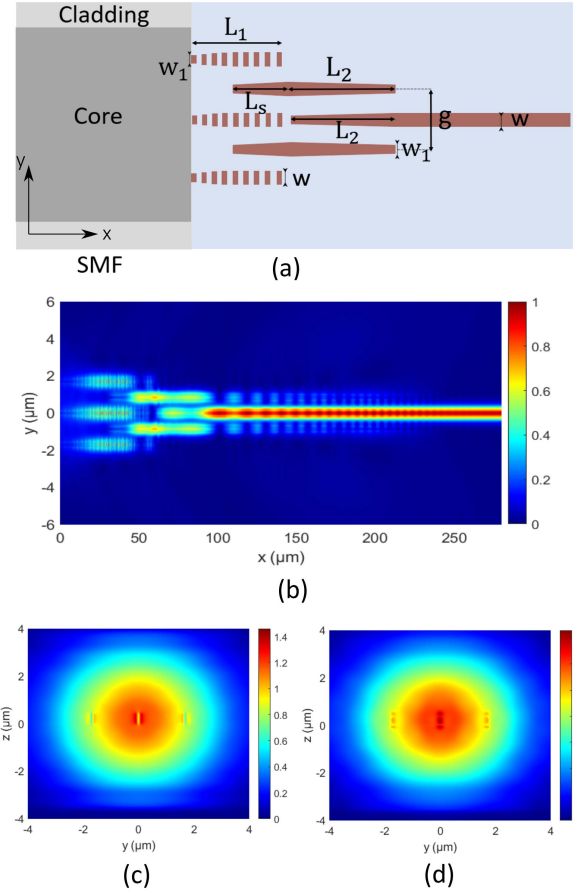 Cladding
L₁
w₁
L₂
Core
Lₛ
g
w
L₂
w₁
y
w
x
SMF
(a)
6
4
2
0
-2
-4
-6
y (µm)
0 50 100 150 200 250
x (µm)
1
0.8
0.6
0.4
0.2
0
(b)
4
2
0
-2
-4
z (µm)
-4 -2 0 2 4
y (µm)
1.4
1.2
1
0.8
0.6
0.4
0.2
0
(c)
4
2
0
-2
-4
z (µm)
-4 -2 0 2 4
y (µm)
(d)